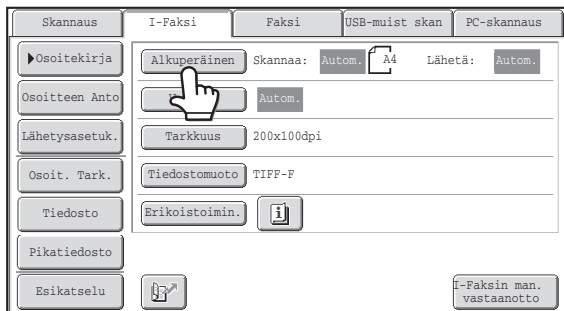 Skannaus I-Faksi Faksi USB-muist skan PC-skannaus
Osoitekirja
Alkuperäinen Skannaa: Autom. A4 Lähetä: Autom.
Osoitteen Anto
Autom.
Lähetysasetuk.
Tarkkuus 200x100dpi
Osoit. Tark.
Tiedostomuoto TIFF-F
Tiedosto
Erikoistoimin.
Pikatiedosto
Esikatselu
I-Faksin man.
vastaanotto